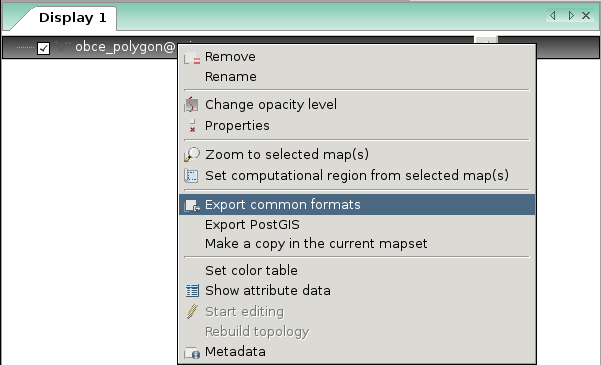 Display 1
obce_polygon@
Remove
Rename
Change opacity level
Properties
Zoom to selected map(s)
Set computational region from selected map(s)
Export common formats
Export PostGIS
Make a copy in the current mapset
Set color table
Show attribute data
Start editing
Rebuild topology
Metadata